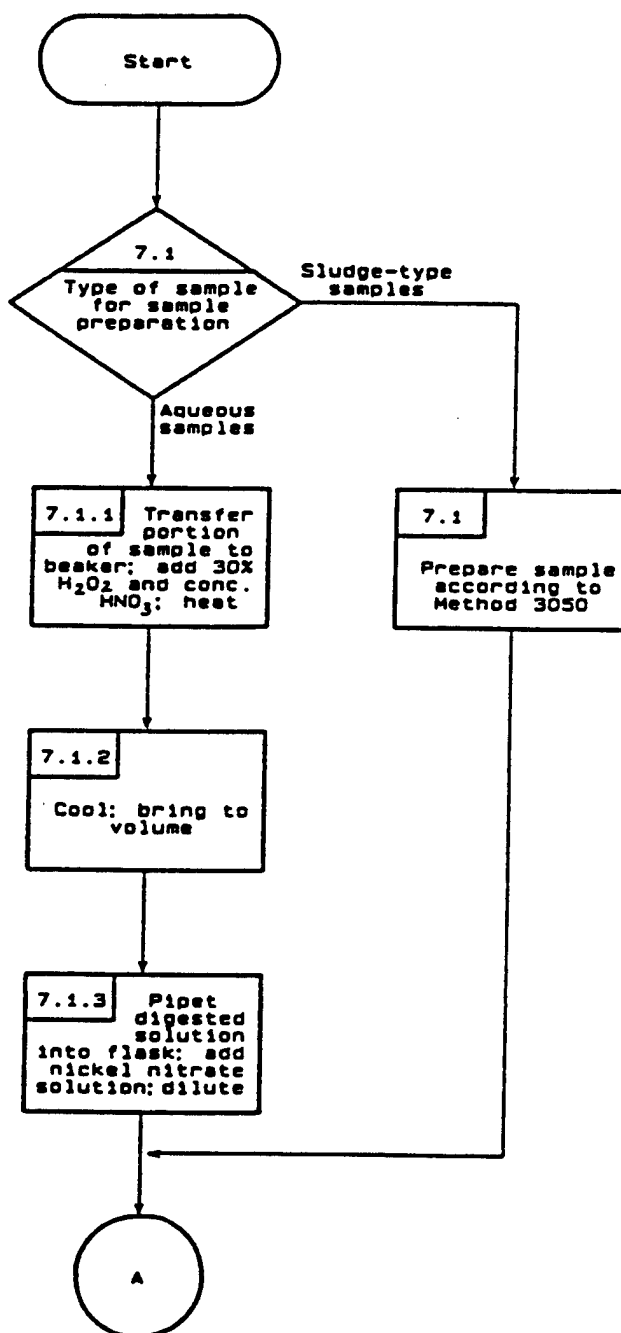 Start
7.1
Type of sample
for sample
preparation
Sludge-type
samples
Aqueous
samples
7.1.1 Transfer
portion
of sample to
beaker; add 30%
H₂O₂ and conc.
HNO₃; heat
7.1
Prepare sample
according to
Method 3050
7.1.2
Cool; bring to
volume
7.1.3 Pipet
digested
solution
into flask; add
nickel nitrate
solution; dilute
A